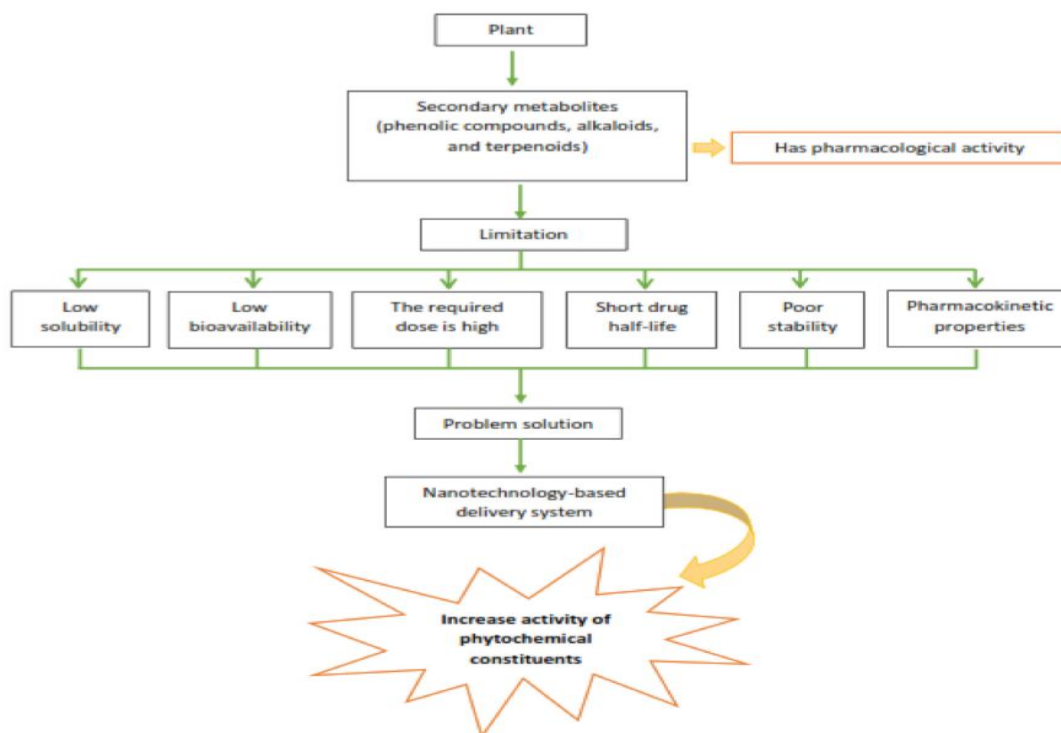 Plant
Secondary metabolites
(phenolic compounds, alkaloids,
and terpenoids)
Has pharmacological activity
Limitation
Low
solubility
Low
bioavailability
The required
dose is high
Short drug
half-life
Poor
stability
Pharmacokinetic
properties
Problem solution
Nanotechnology-based
delivery system
Increase activity of
phytochemical
constituents